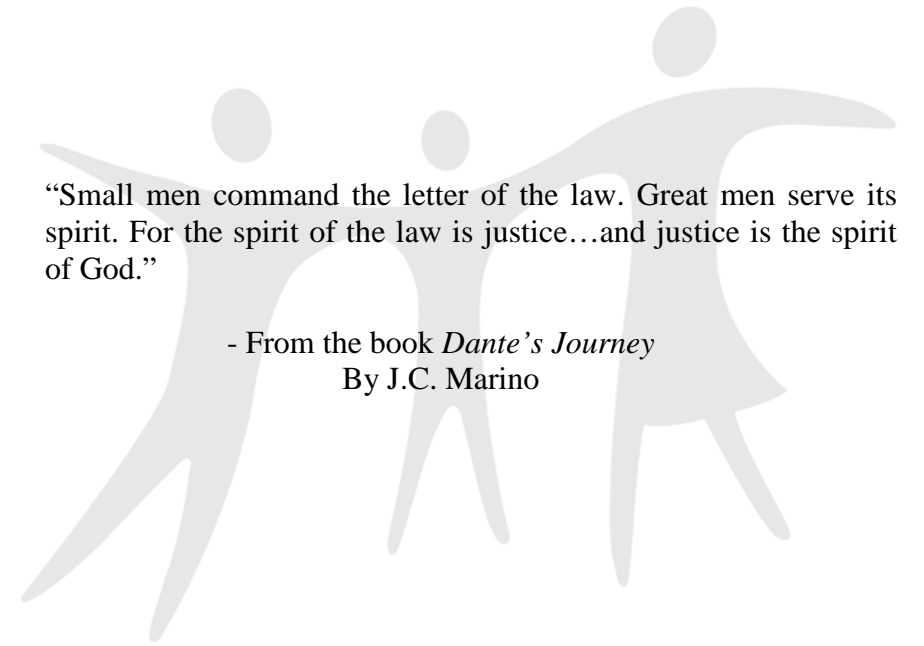 “Small men command the letter of the law. Great men serve its
spirit. For the spirit of the law is justice…and justice is the spirit
of God.”
- From the book Dante’s Journey
By J.C. Marino